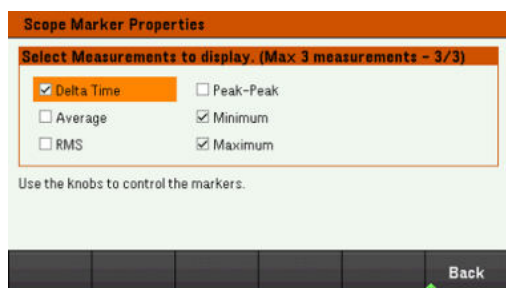 Scope Marker Properties
Select Measurements to display. (Max 3 measurements - 3/3)
Delta Time Peak-Peak
Average Minimum
RMS Maximum
Use the knobs to control the markers.
Back